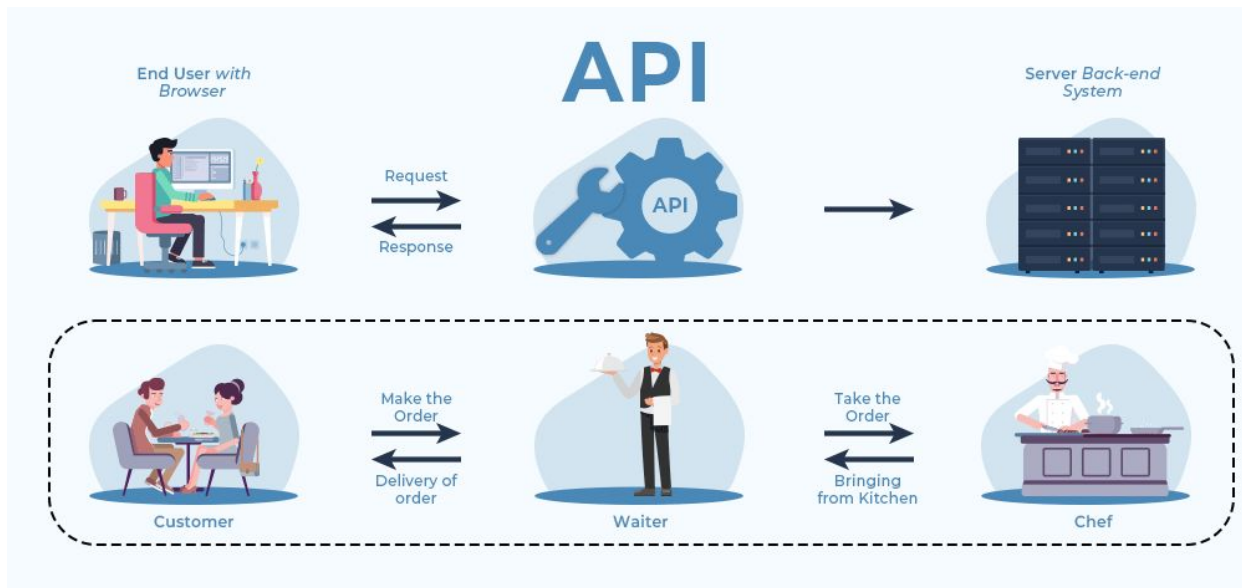 API
End User with
Browser
Server Back-end
System
Request
Response
API
Make the
Order
Delivery of
order
Take the
Order
Bringing
from Kitchen
Customer
Waiter
Chef